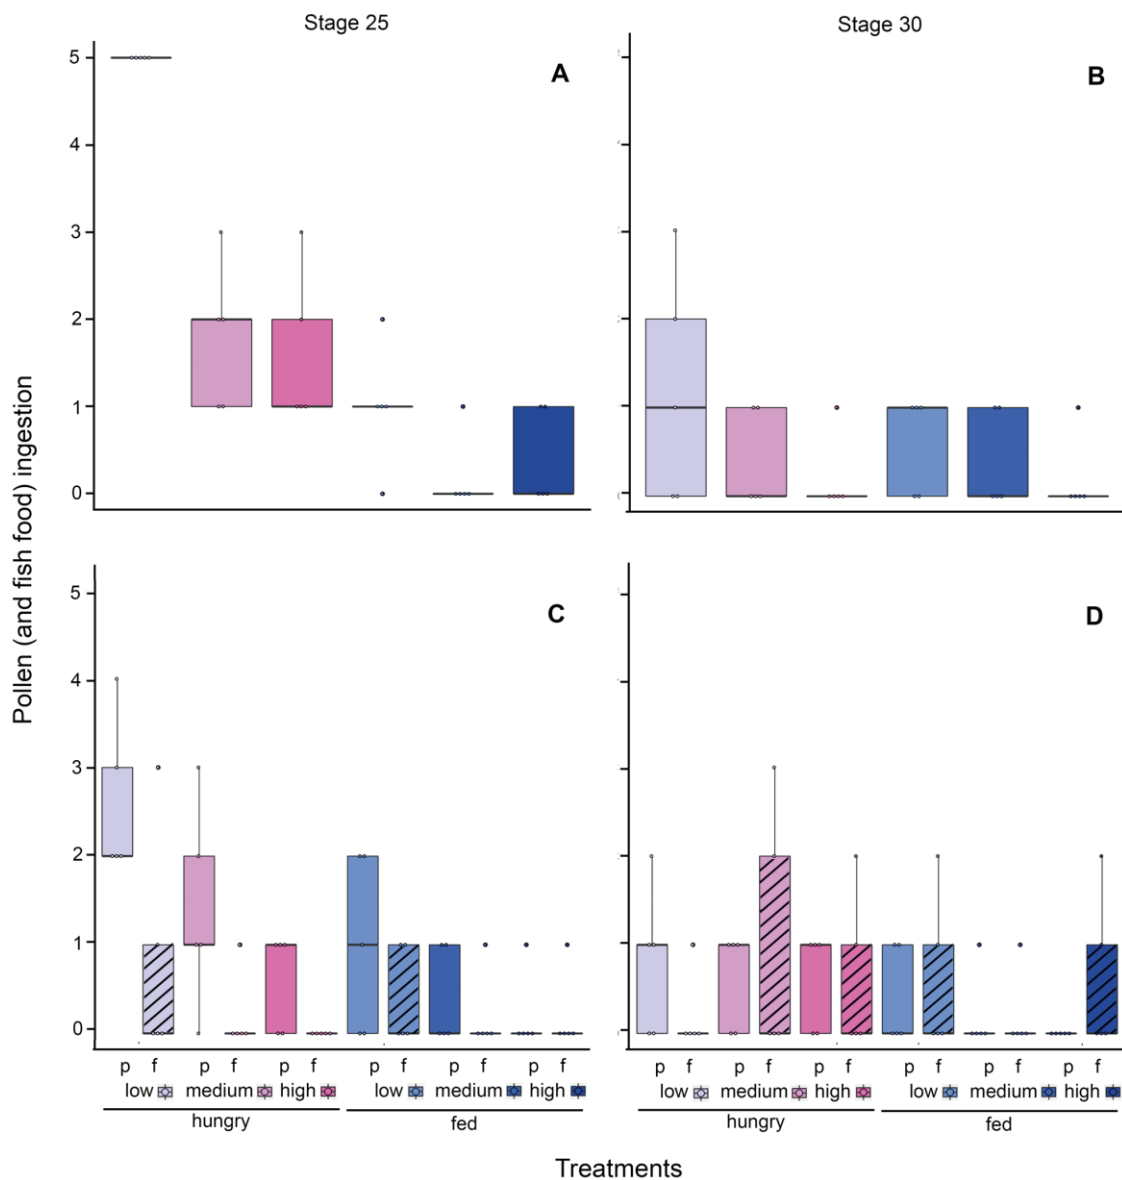 Stage 25
Stage 30
A
B
5
4
3
2
1
0
C
D
5
4
3
2
1
0
Pollen (and fish food) ingestion
p f p f p f p f p f p f
p f p f p f p f p f p f
low medium high low medium high
low medium high low medium high
hungry fed
hungry fed
Treatments